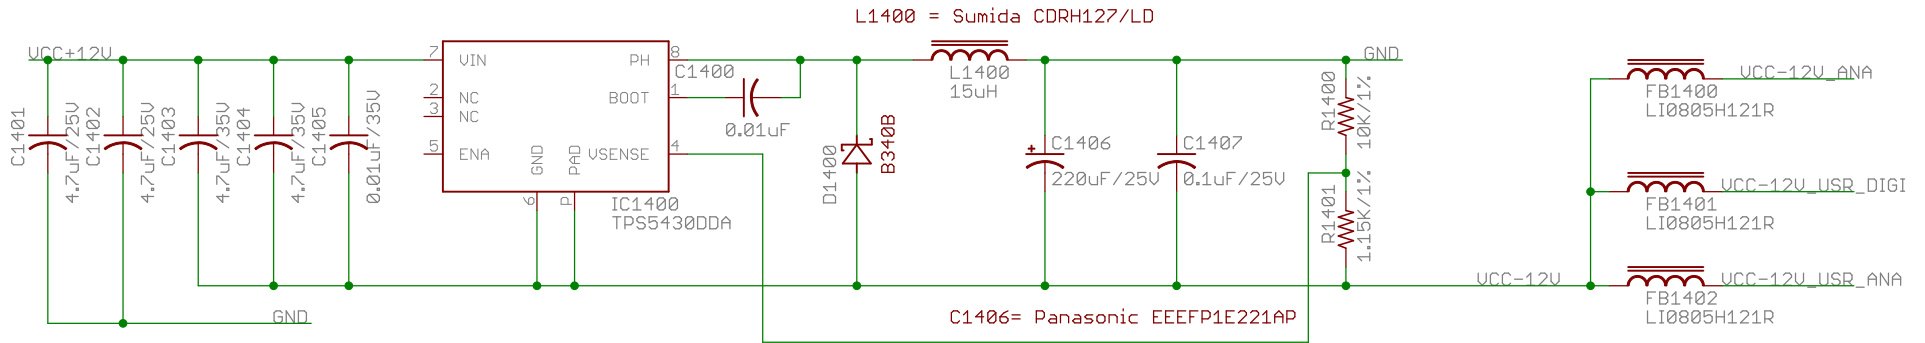 L1400 = Sumida CDRH127/LD
VCC+12V
7
VIN
PH
8
C1400
L1400
15uH
GND
2
NC
3
NC
BOOT
1
0.01uF
5
ENA
GND
PAD
VSENSE
4
6
P
IC1400
TPS5430DDA
C1401
4.7uF/25V
C1402
4.7uF/25V
C1403
4.7uF/35V
C1404
4.7uF/35V
C1405
0.01uF/35V
D1400
B340B
+
C1406
220uF/25V
C1407
0.1uF/25V
R1400
10K/1%
R1401
1.15K/1%
GND
C1406= Panasonic EEEFP1E221AP
VCC-12V
VCC-12V_ANA
FB1400
LI0805H121R
VCC-12V_USR_DIGI
FB1401
LI0805H121R
VCC-12V_USR_ANA
FB1402
LI0805H121R